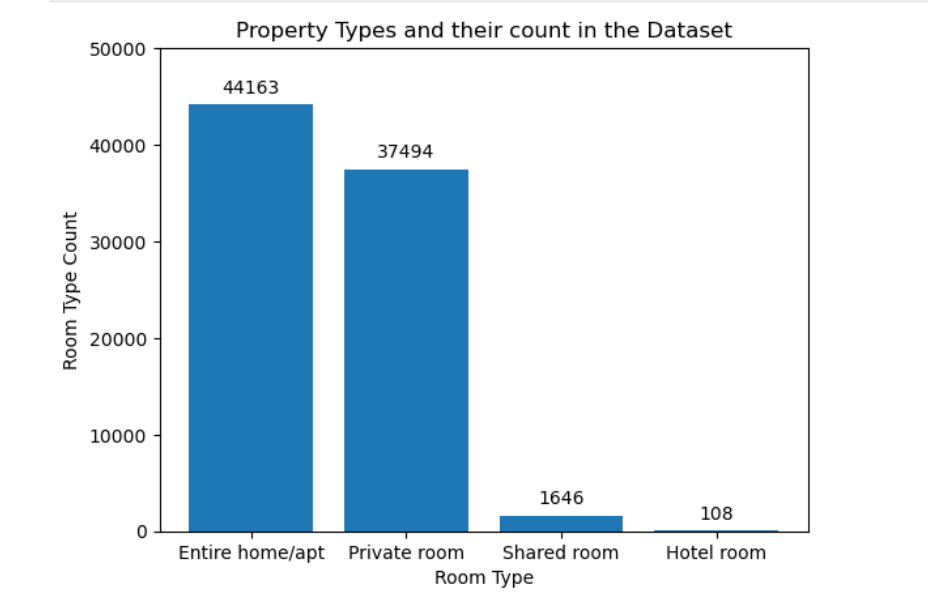 Property Types and their count in the Dataset
50000
44163
40000
37494
30000
Room Type Count
20000
10000
1646
108
0
Entire home/apt Private room Shared room Hotel room
Room Type